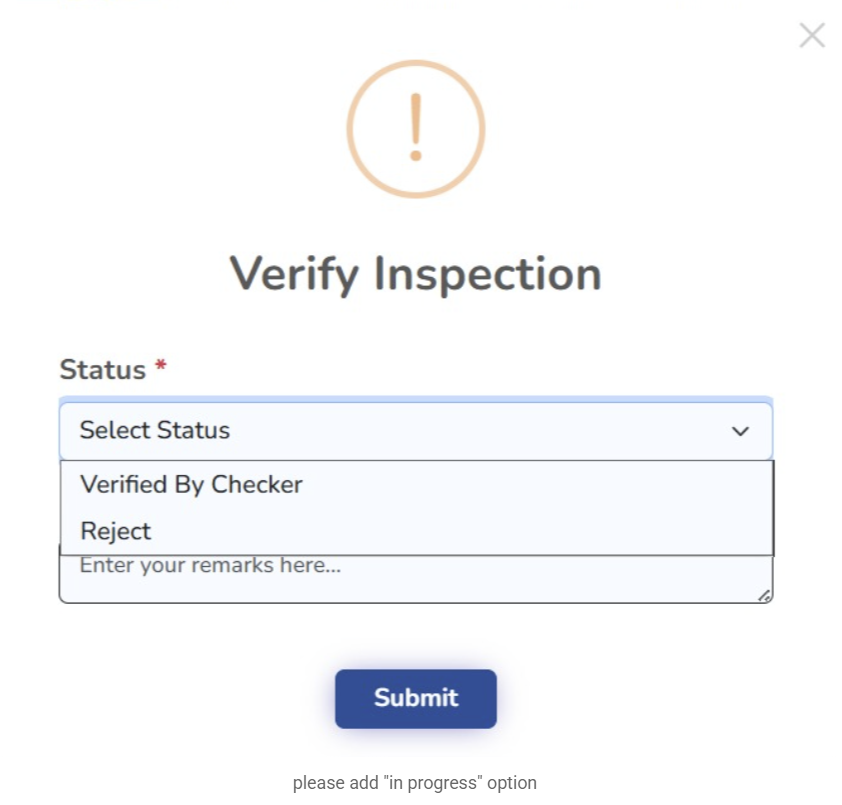 !
Verify Inspection
Status *
Select Status
Verified By Checker
Reject
Enter your remarks here...
Submit
please add "in progress" option